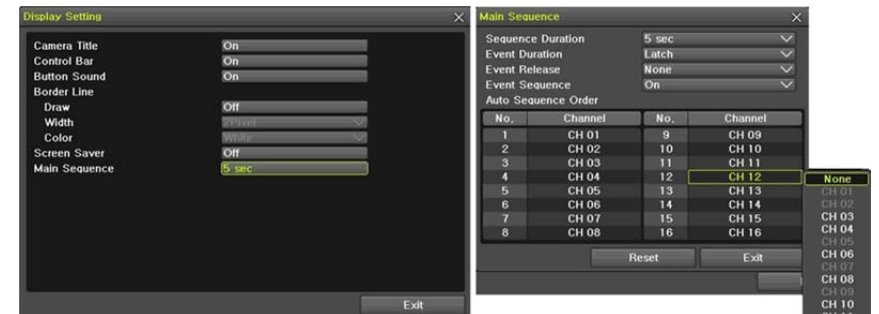 Display Setting
Camera Title On
Control Bar On
Button Sound On
Border Line
Draw Off
Width 2Pixel
Color White
Screen Saver Off
Main Sequence 5 sec
Exit
Main Sequence
Sequence Duration 5 sec
Event Duration Latch
Event Release None
Event Sequence On
Auto Sequence Order
No. Channel No. Channel
1 CH 01 9 CH 09
2 CH 02 10 CH 10
3 CH 03 11 CH 11
4 CH 04 12 CH 12
5 CH 05 13 CH 13
6 CH 06 14 CH 14
7 CH 07 15 CH 15
8 CH 08 16 CH 16
Reset Exit
None
CH 01
CH 02
CH 03
CH 04
CH 05
CH 06
CH 07
CH 08
CH 09
CH 10